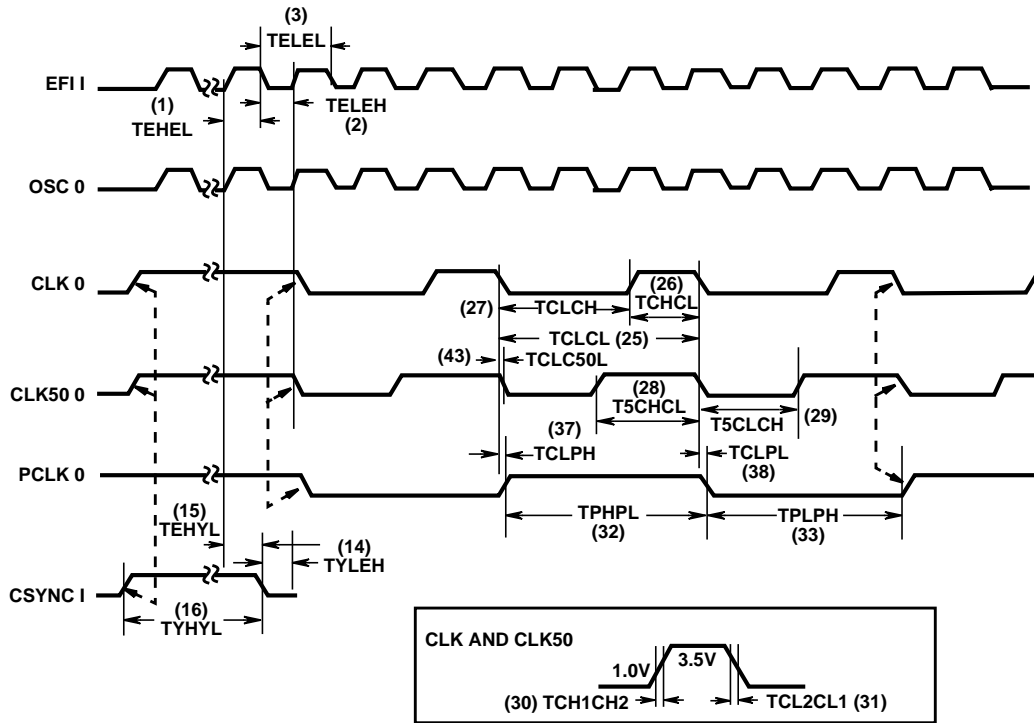 (3)
TELEL
EFI I
(1)
TEHEL
TELEH
(2)
OSC 0
CLK 0
(26)
TCHCL
(27)
TCLCH
TCLCL (25)
(43)
TCLC50L
CLK50 0
(28)
T5CHCL
T5CLCH
(29)
(37)
TCLPH
TCLPL
(38)
PCLK 0
TPHPL
(32)
TPLPH
(33)
(15)
TEHYL
(14)
TYLEH
CSYNC I
(16)
TYHYL
CLK AND CLK50
1.0V
3.5V
(30) TCH1CH2
TCL2CL1 (31)